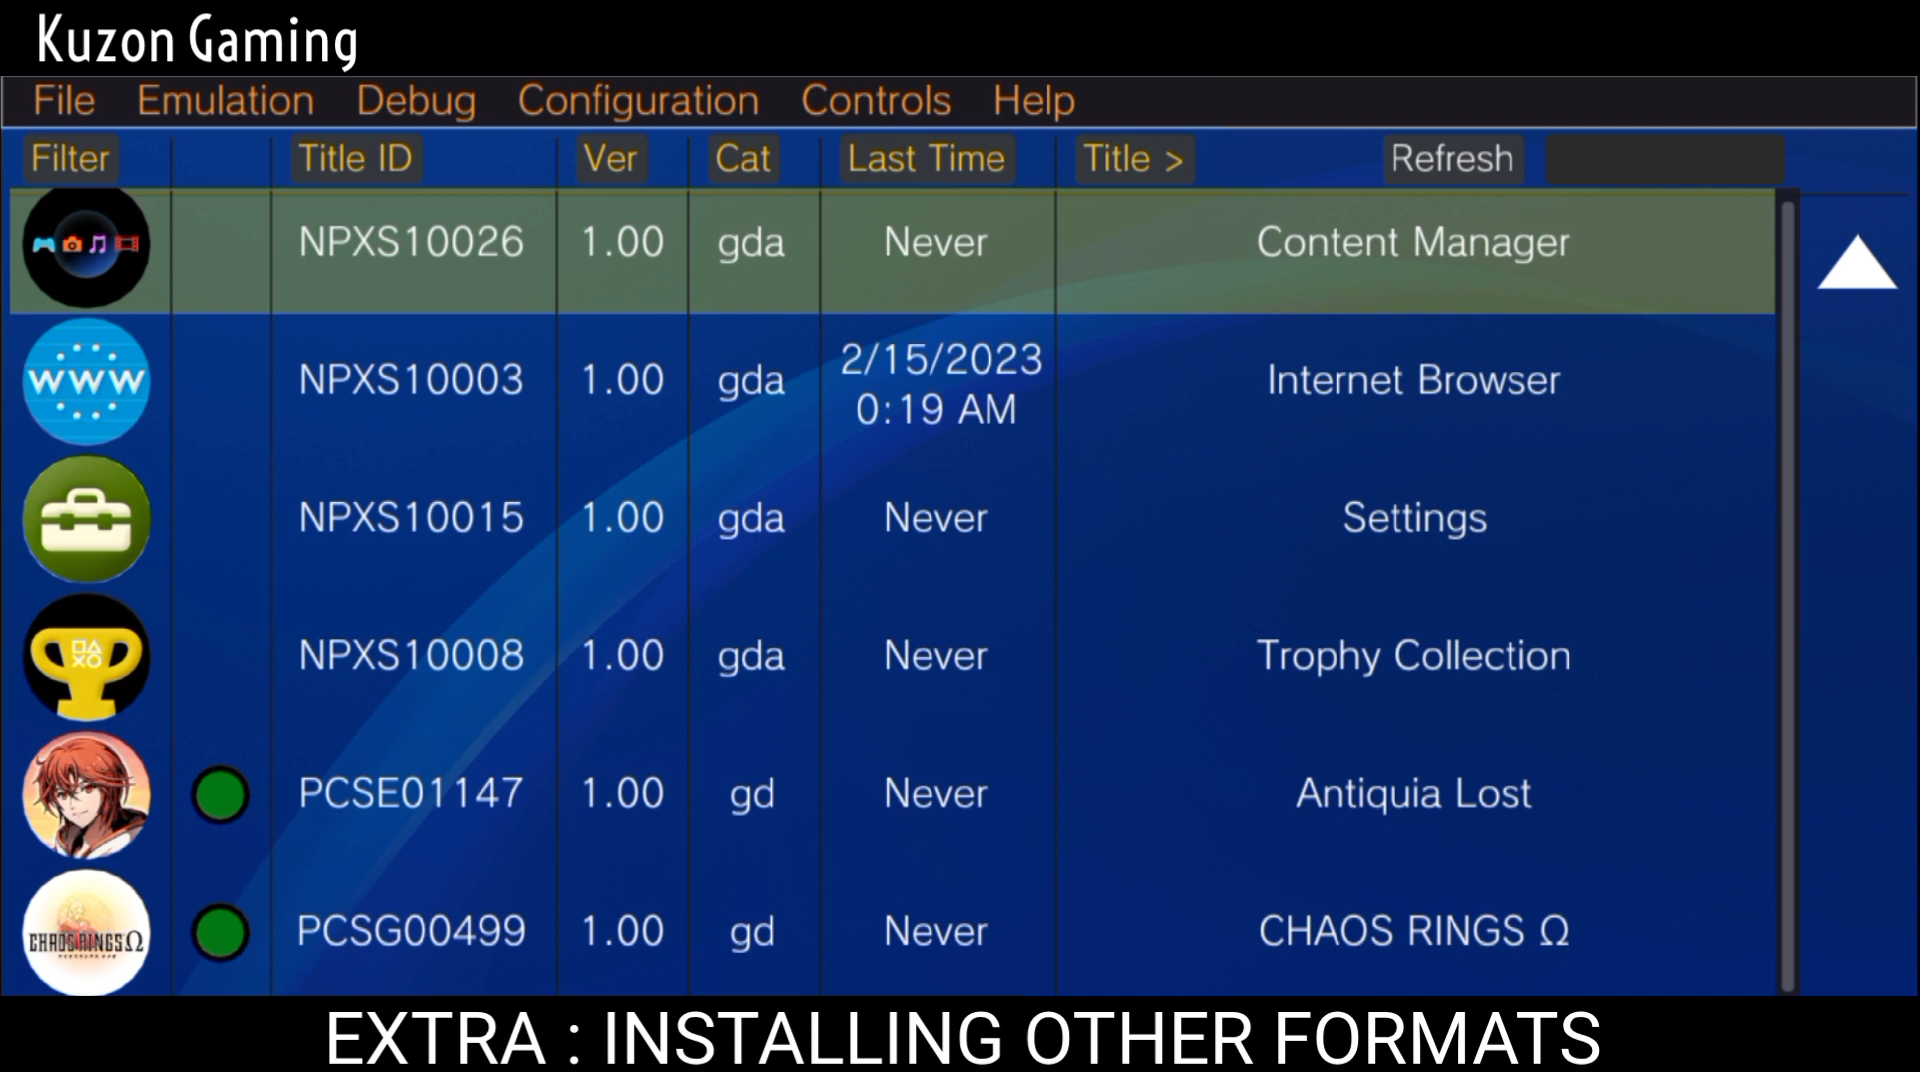 Kuzon Gaming
File Emulation Debug Configuration Controls Help
Filter Title ID Ver Cat Last Time Title > Refresh
NPXS10026 1.00 gda Never Content Manager
WWW NPXS10003 1.00 gda 2/15/2023 0:19 AM Internet Browser
NPXS10015 1.00 gda Never Settings
NPXS10008 1.00 gda Never Trophy Collection
PCSE01147 1.00 gd Never Antiquia Lost
CHAOS RINGS Ω PCSG00499 1.00 gd Never CHAOS RINGS Ω
EXTRA : INSTALLING OTHER FORMATS